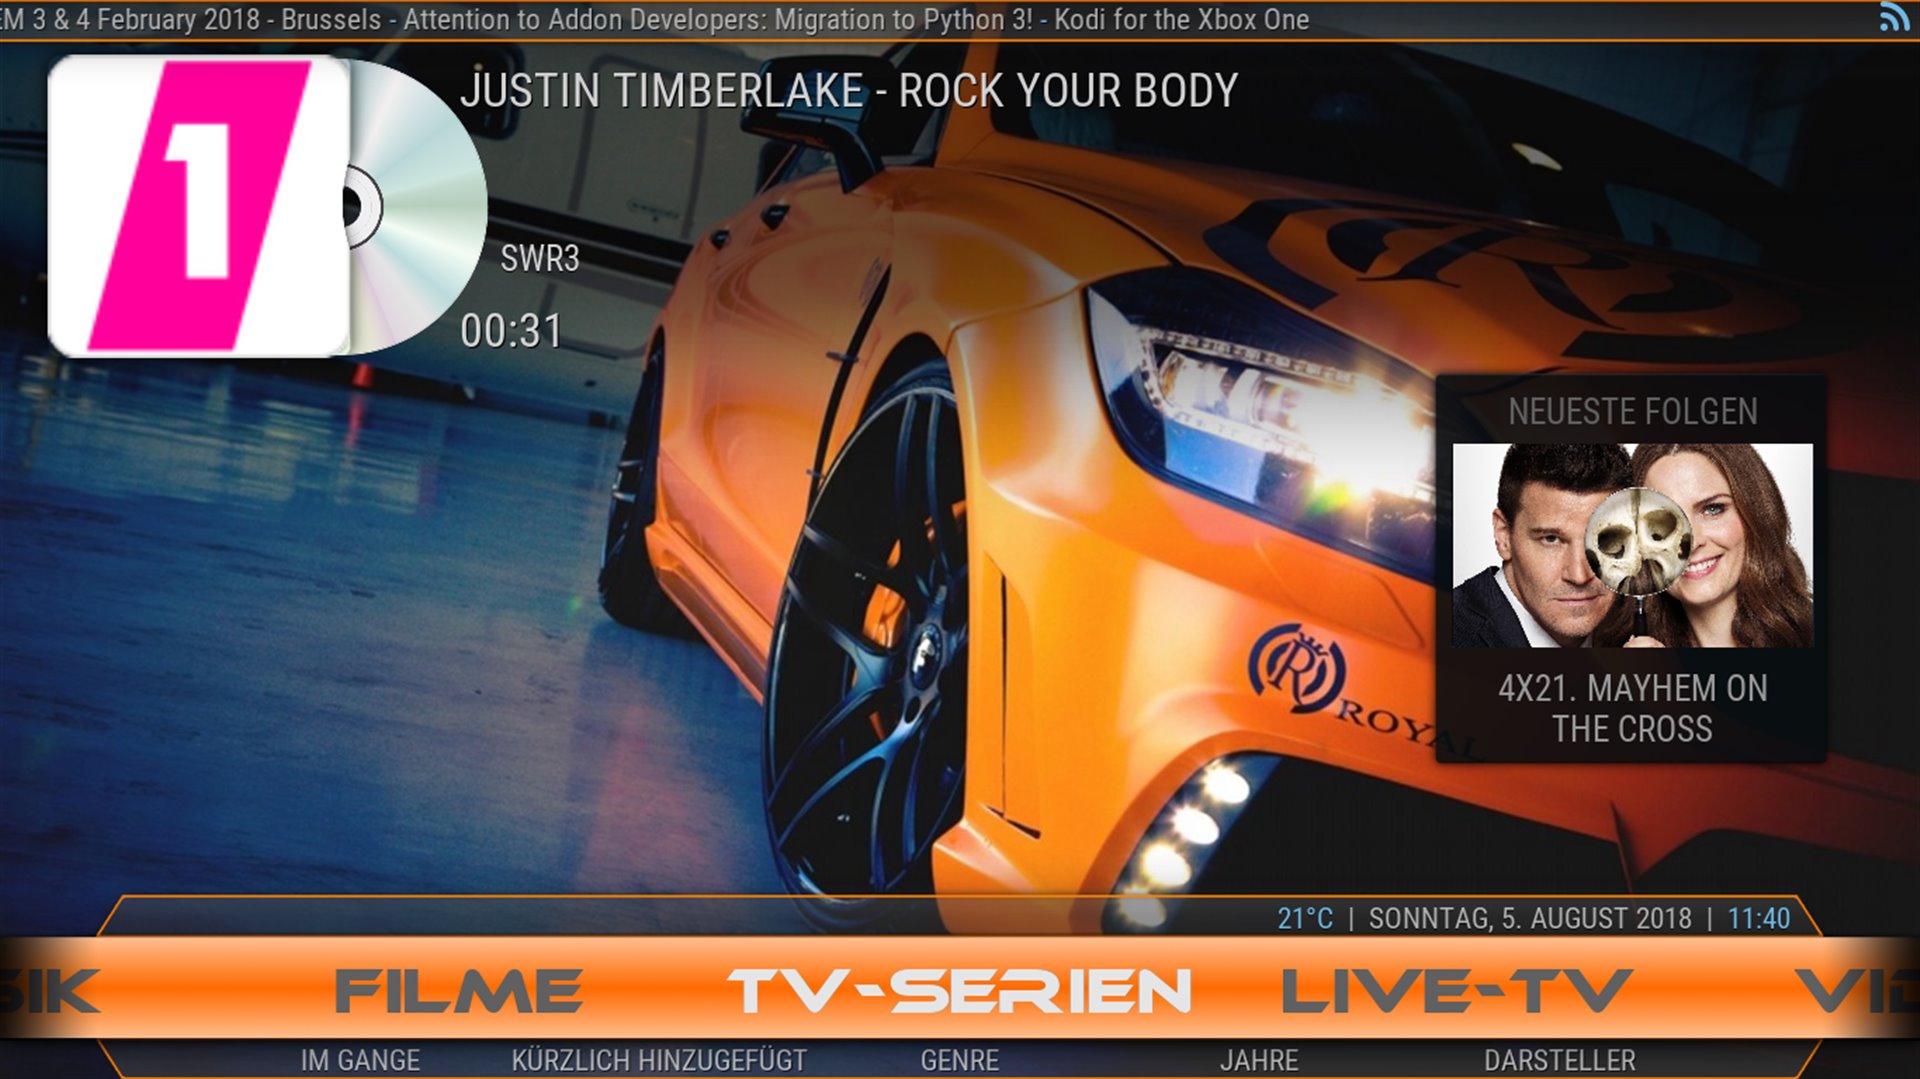 EM 3 & 4 February 2018 - Brussels - Attention to Addon Developers: Migration to Python 3! - Kodi for the Xbox One
1
JUSTIN TIMBERLAKE - ROCK YOUR BODY
SWR3
00:31
R
NEUESTE FOLGEN
R ROYAL
4X21. MAYHEM ON
THE CROSS
21°C | SONNTAG, 5. AUGUST 2018 | 11:40
SIK FILME TV-SERIEN LIVE-TV VID
IM GANGE KÜRZLICH HINZUGEFÜGT GENRE JAHRE DARSTELLER